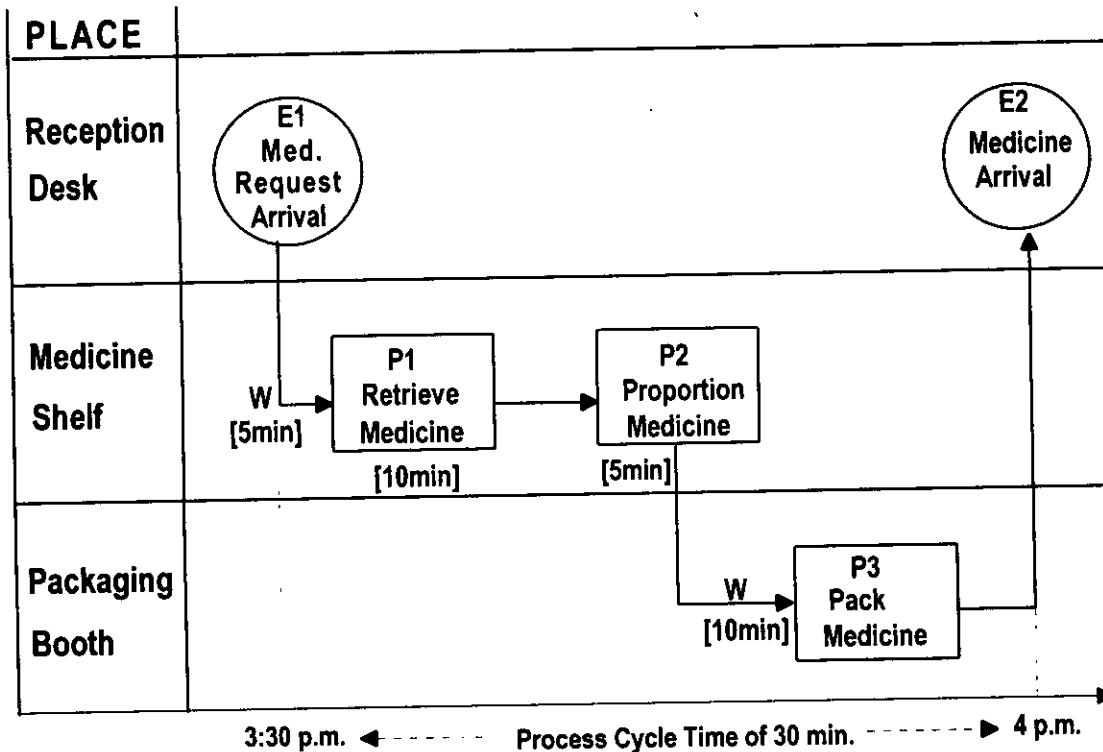 PLACE
Reception
Desk
E1
Med.
Request
Arrival
E2
Medicine
Arrival
Medicine
Shelf
W
[5min]
P1
Retrieve
Medicine
[10min]
P2
Proportion
Medicine
[5min]
Packaging
Booth
W
[10min]
P3
Pack
Medicine
3:30 p.m.
Process Cycle Time of 30 min.
4 p.m.